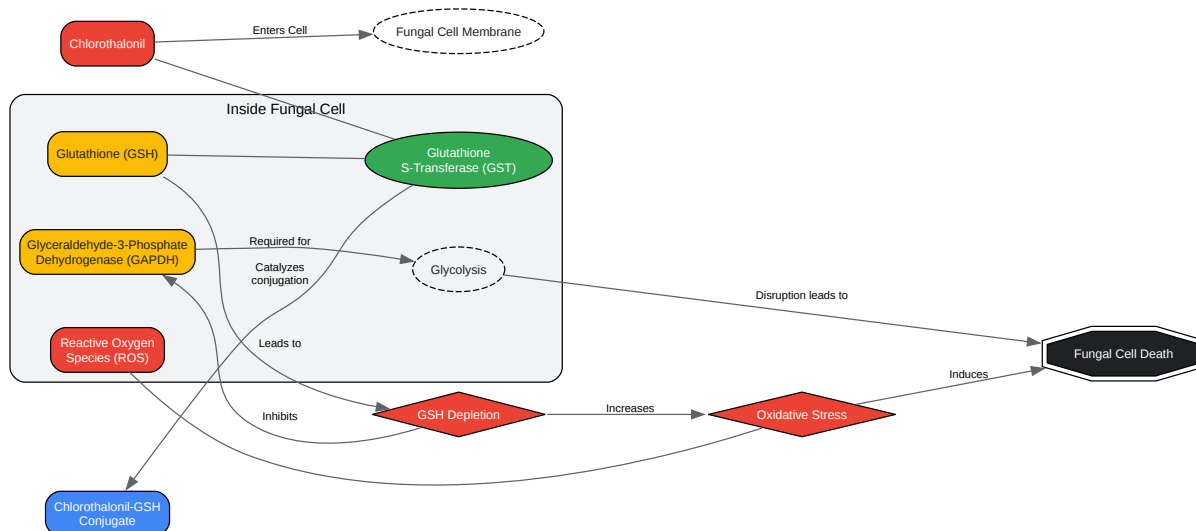 Enters Cell
Fungal Cell Membrane
Chlorothalonil
Inside Fungal Cell
Glutathione (GSH)
Glutathione
S-Transferase (GST)
Glyceraldehyde-3-Phosphate
Dehydrogenase (GAPDH)
Required for
Glycolysis
Catalyzes
conjugation
Disruption leads to
Reactive Oxygen
Species (ROS)
Leads to
Fungal Cell Death
Induces
Inhibits
GSH Depletion
Increases
Oxidative Stress
Chlorothalonil-GSH
Conjugate